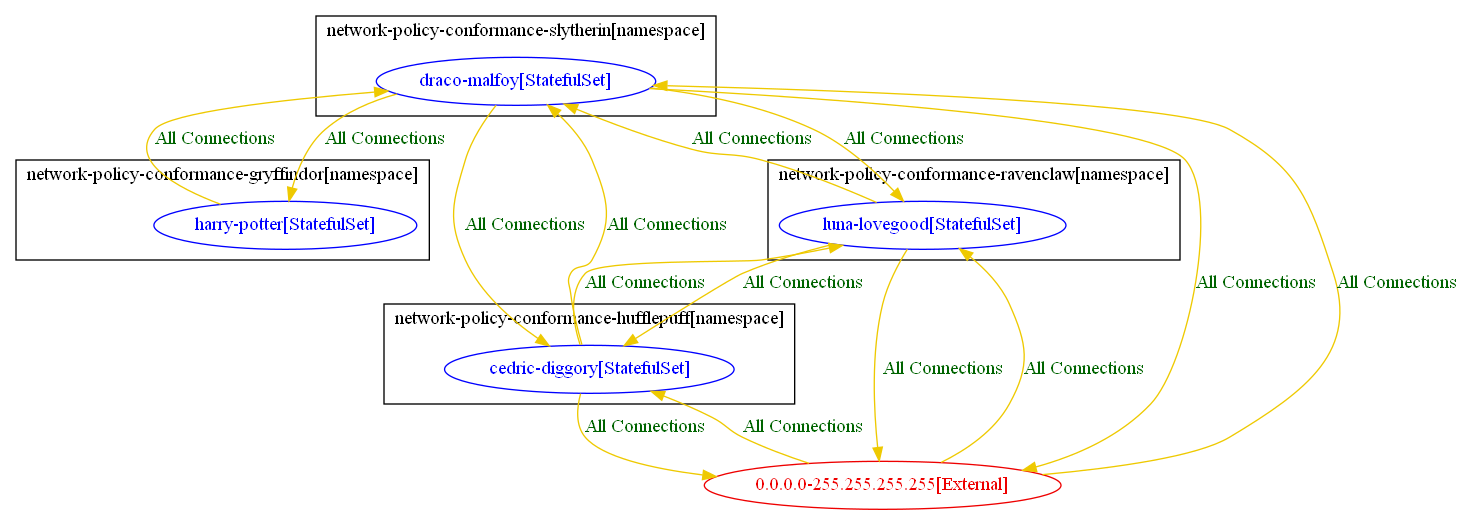 network-policy-conformance-slytherin[namespace]
draco-malfoy[StatefulSet]
All Connections
All Connections
All Connections
All Connections
network-policy-conformance-gryffindor[namespace]
network-policy-conformance-ravenclaw[namespace]
harry-potter[StatefulSet]
All Connections
All Connections
luna-lovegood[StatefulSet]
All Connections
All Connections
All Connections
All Connections
network-policy-conformance-hufflepuff[namespace]
cedric-diggory[StatefulSet]
All Connections
All Connections
All Connections
All Connections
0.0.0.0-255.255.255.255[External]